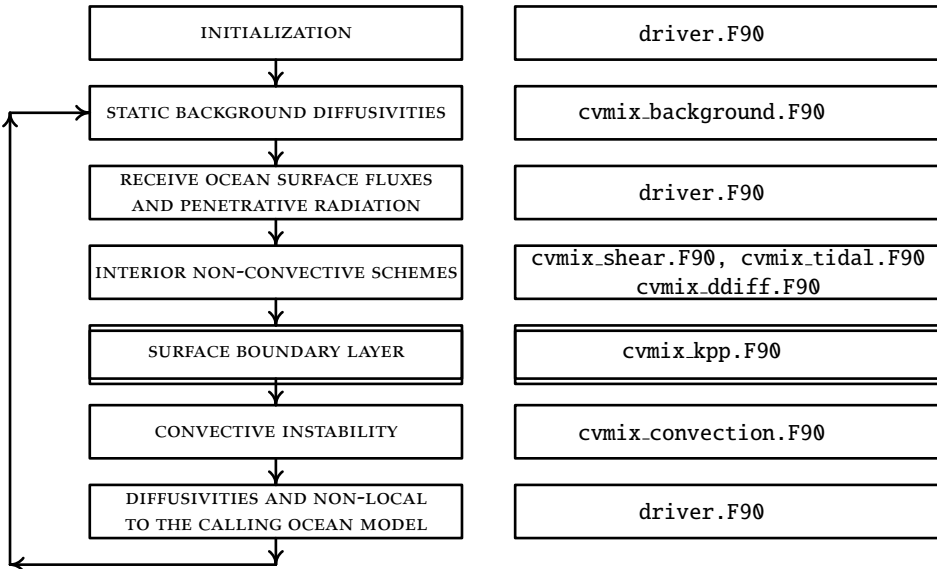 INITIALIZATION
driver.F90
STATIC BACKGROUND DIFFUSIVITIES
cvmix_background.F90
RECEIVE OCEAN SURFACE FLUXES
AND PENETRATIVE RADIATION
driver.F90
INTERIOR NON-CONVECTIVE SCHEMES
cvmix_shear.F90, cvmix_tidal.F90
cvmix_ddiff.F90
SURFACE BOUNDARY LAYER
cvmix_kpp.F90
CONVECTIVE INSTABILITY
cvmix_convection.F90
DIFFUSIVITIES AND NON-LOCAL
TO THE CALLING OCEAN MODEL
driver.F90